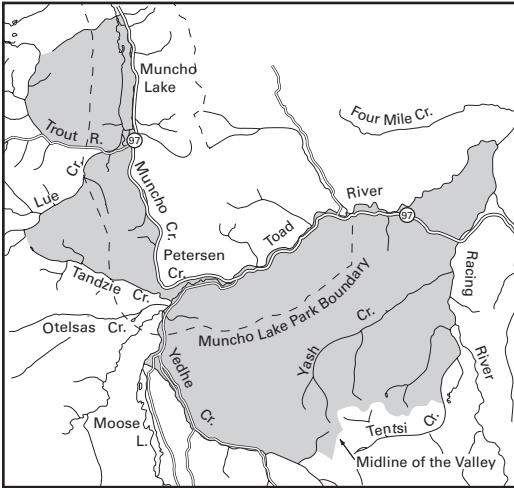 Muncho
Lake
Four Mile Cr.
Trout R.
97
Lue Cr.
Muncho Cr.
River
97
Toad
Petersen
Cr.
Racing
River
Tandzie Cr.
Muncho Lake Park Boundary
Otelsas Cr.
Yash Cr.
Yedhe Cr.
Moose
L.
Tentsi Cr.
Midline of the Valley